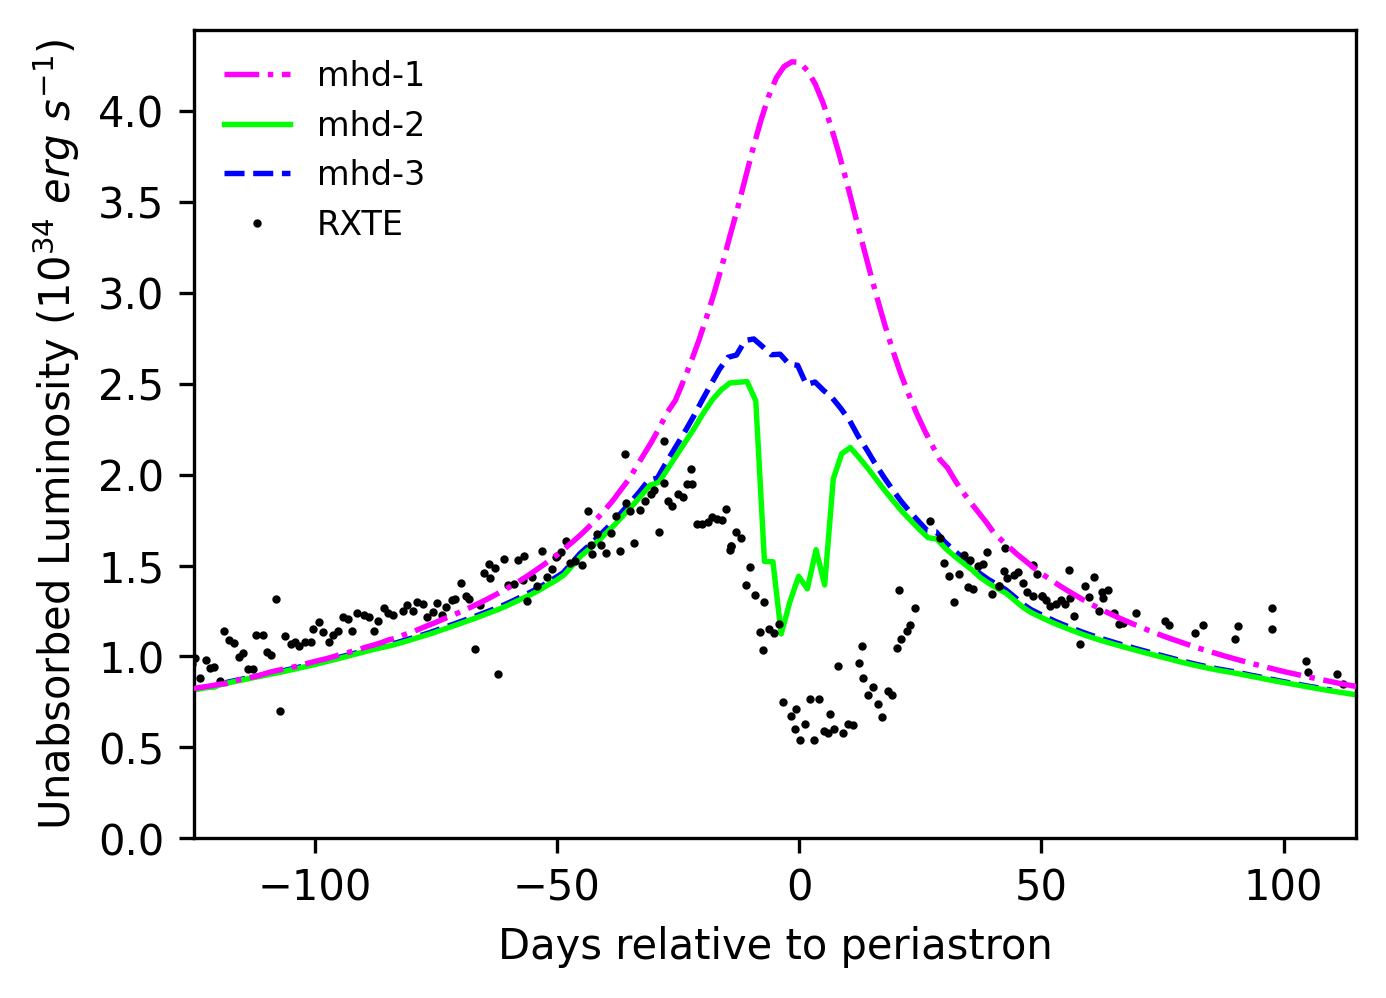 mhd-1
mhd-2
mhd-3
RXTE
Unabsorbed Luminosity (10³⁴ erg s⁻¹)
4.0
3.5
3.0
2.5
2.0
1.5
1.0
0.5
0.0
−100 −50 0 50 100
Days relative to periastron